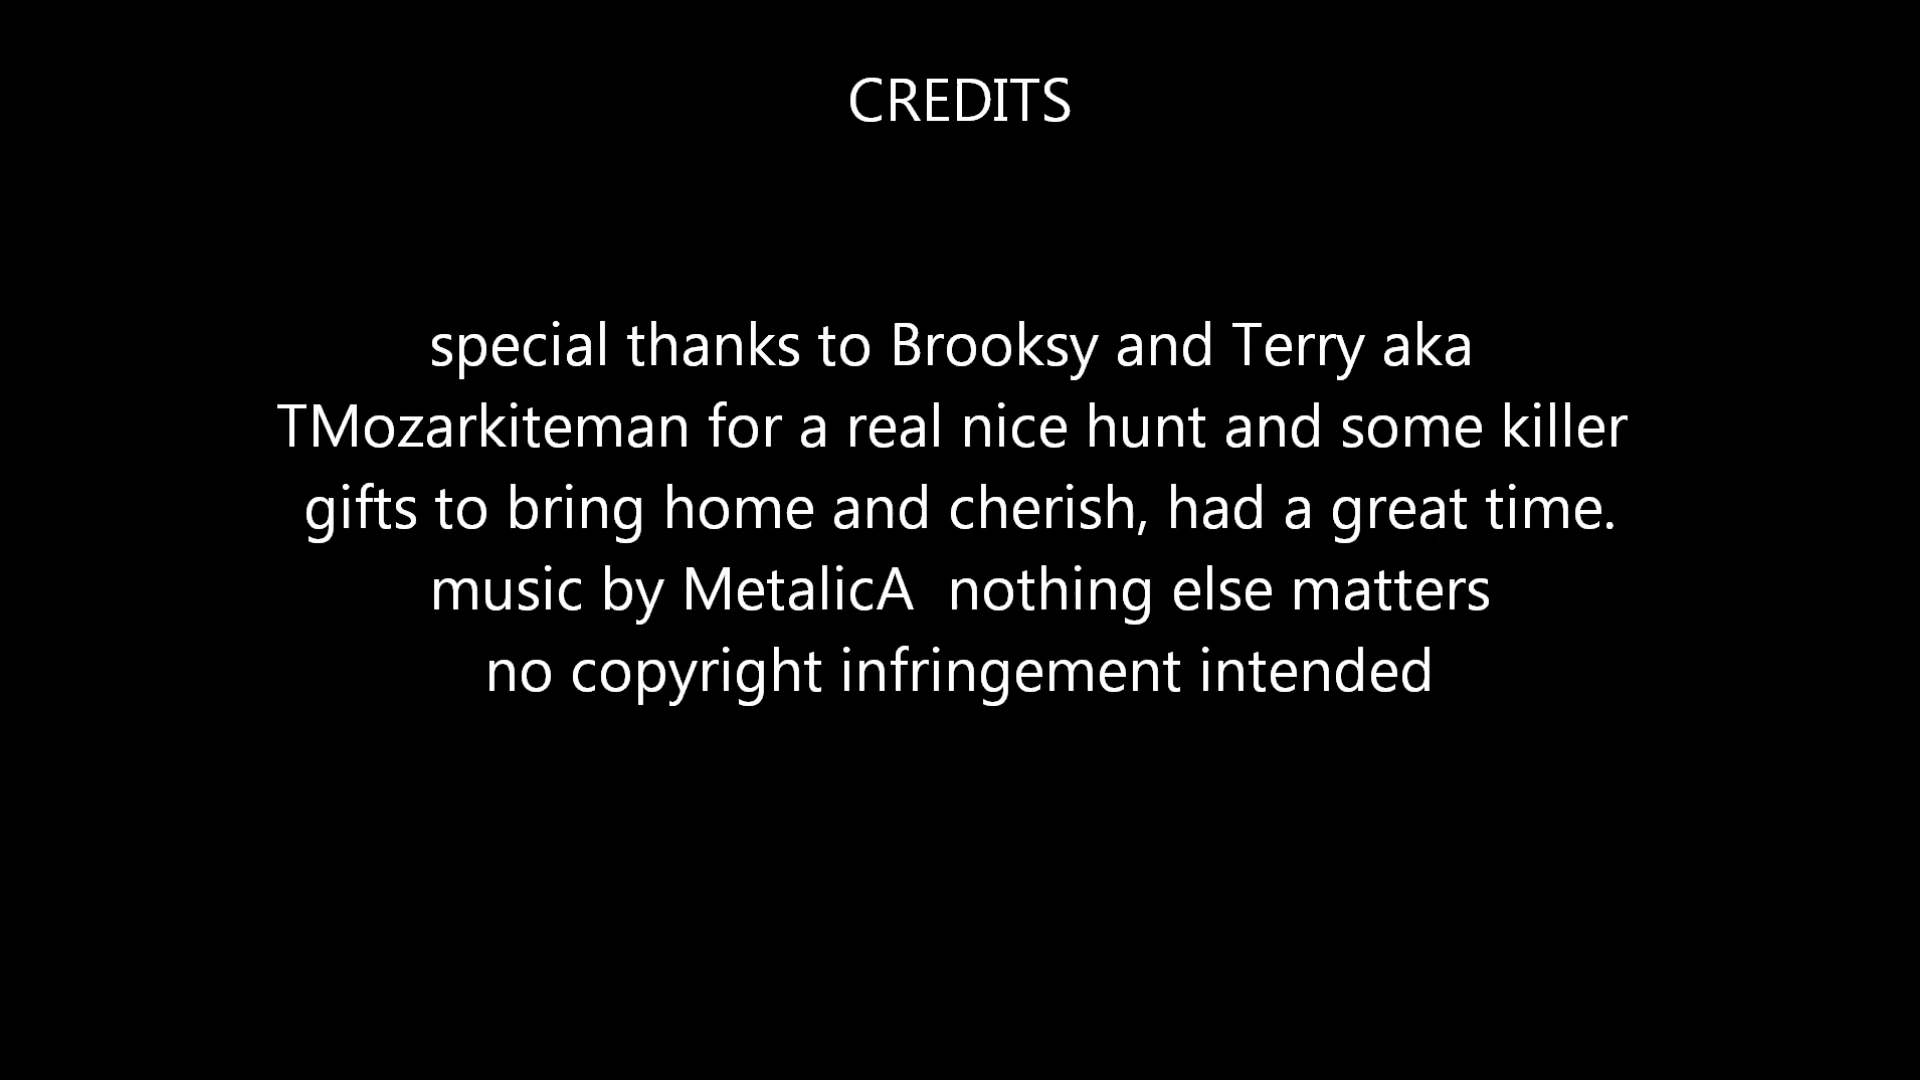 CREDITS
special thanks to Brooksy and Terry aka
TMozarkiteman for a real nice hunt and some killer
gifts to bring home and cherish, had a great time.
music by MetalicA  nothing else matters
no copyright infringement intended